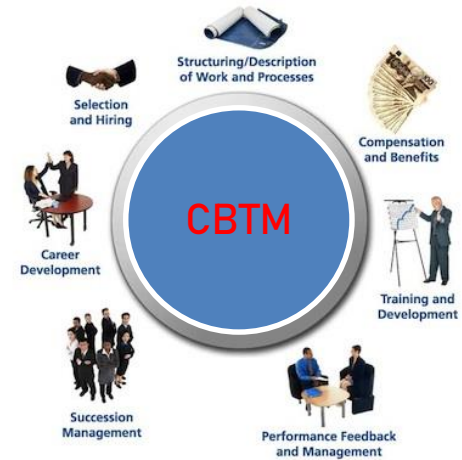 Structuring/Description
of Work and Processes
Selection
and Hiring
Compensation
and Benefits
CBTM
Career
Development
Training and
Development
Succession
Management
Performance Feedback
and Management